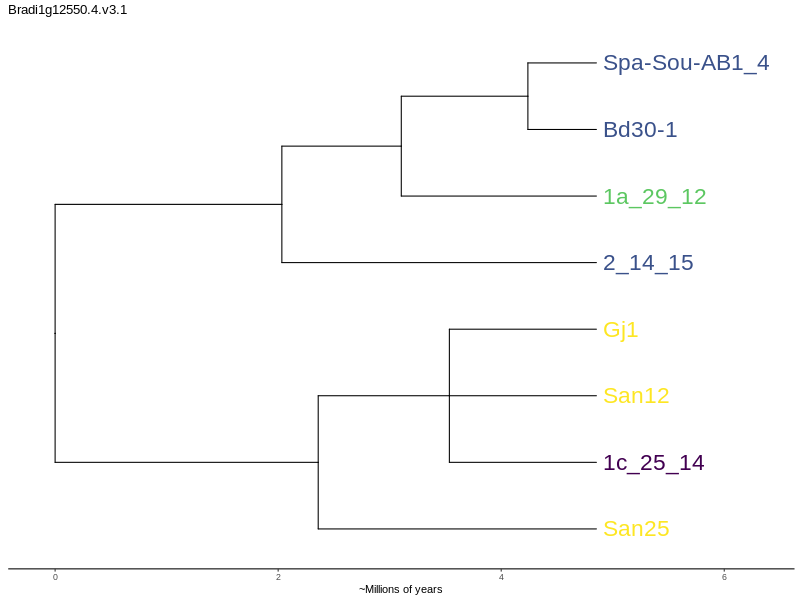 Bradi1g12550.4.v3.1
Spa-Sou-AB1_4
Bd30-1
1a_29_12
2_14_15
Gj1
San12
1c_25_14
San25
0 2 4 6
~Millions of years